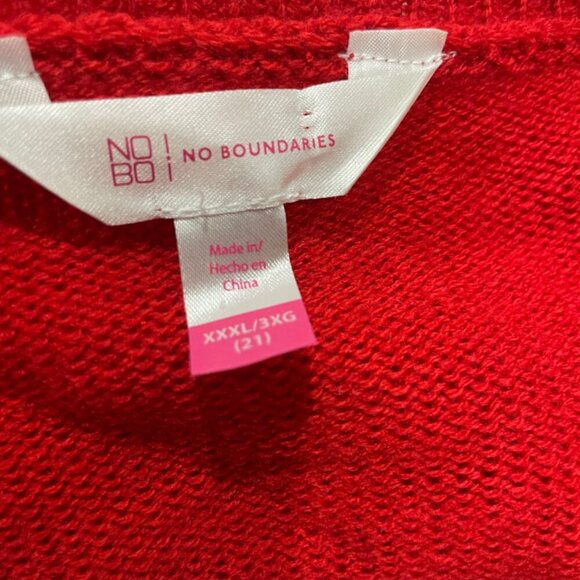 NO! NO BOUNDARIES
BO¡
Made in/
Hecho en
China
XXXL/3XG
(21)